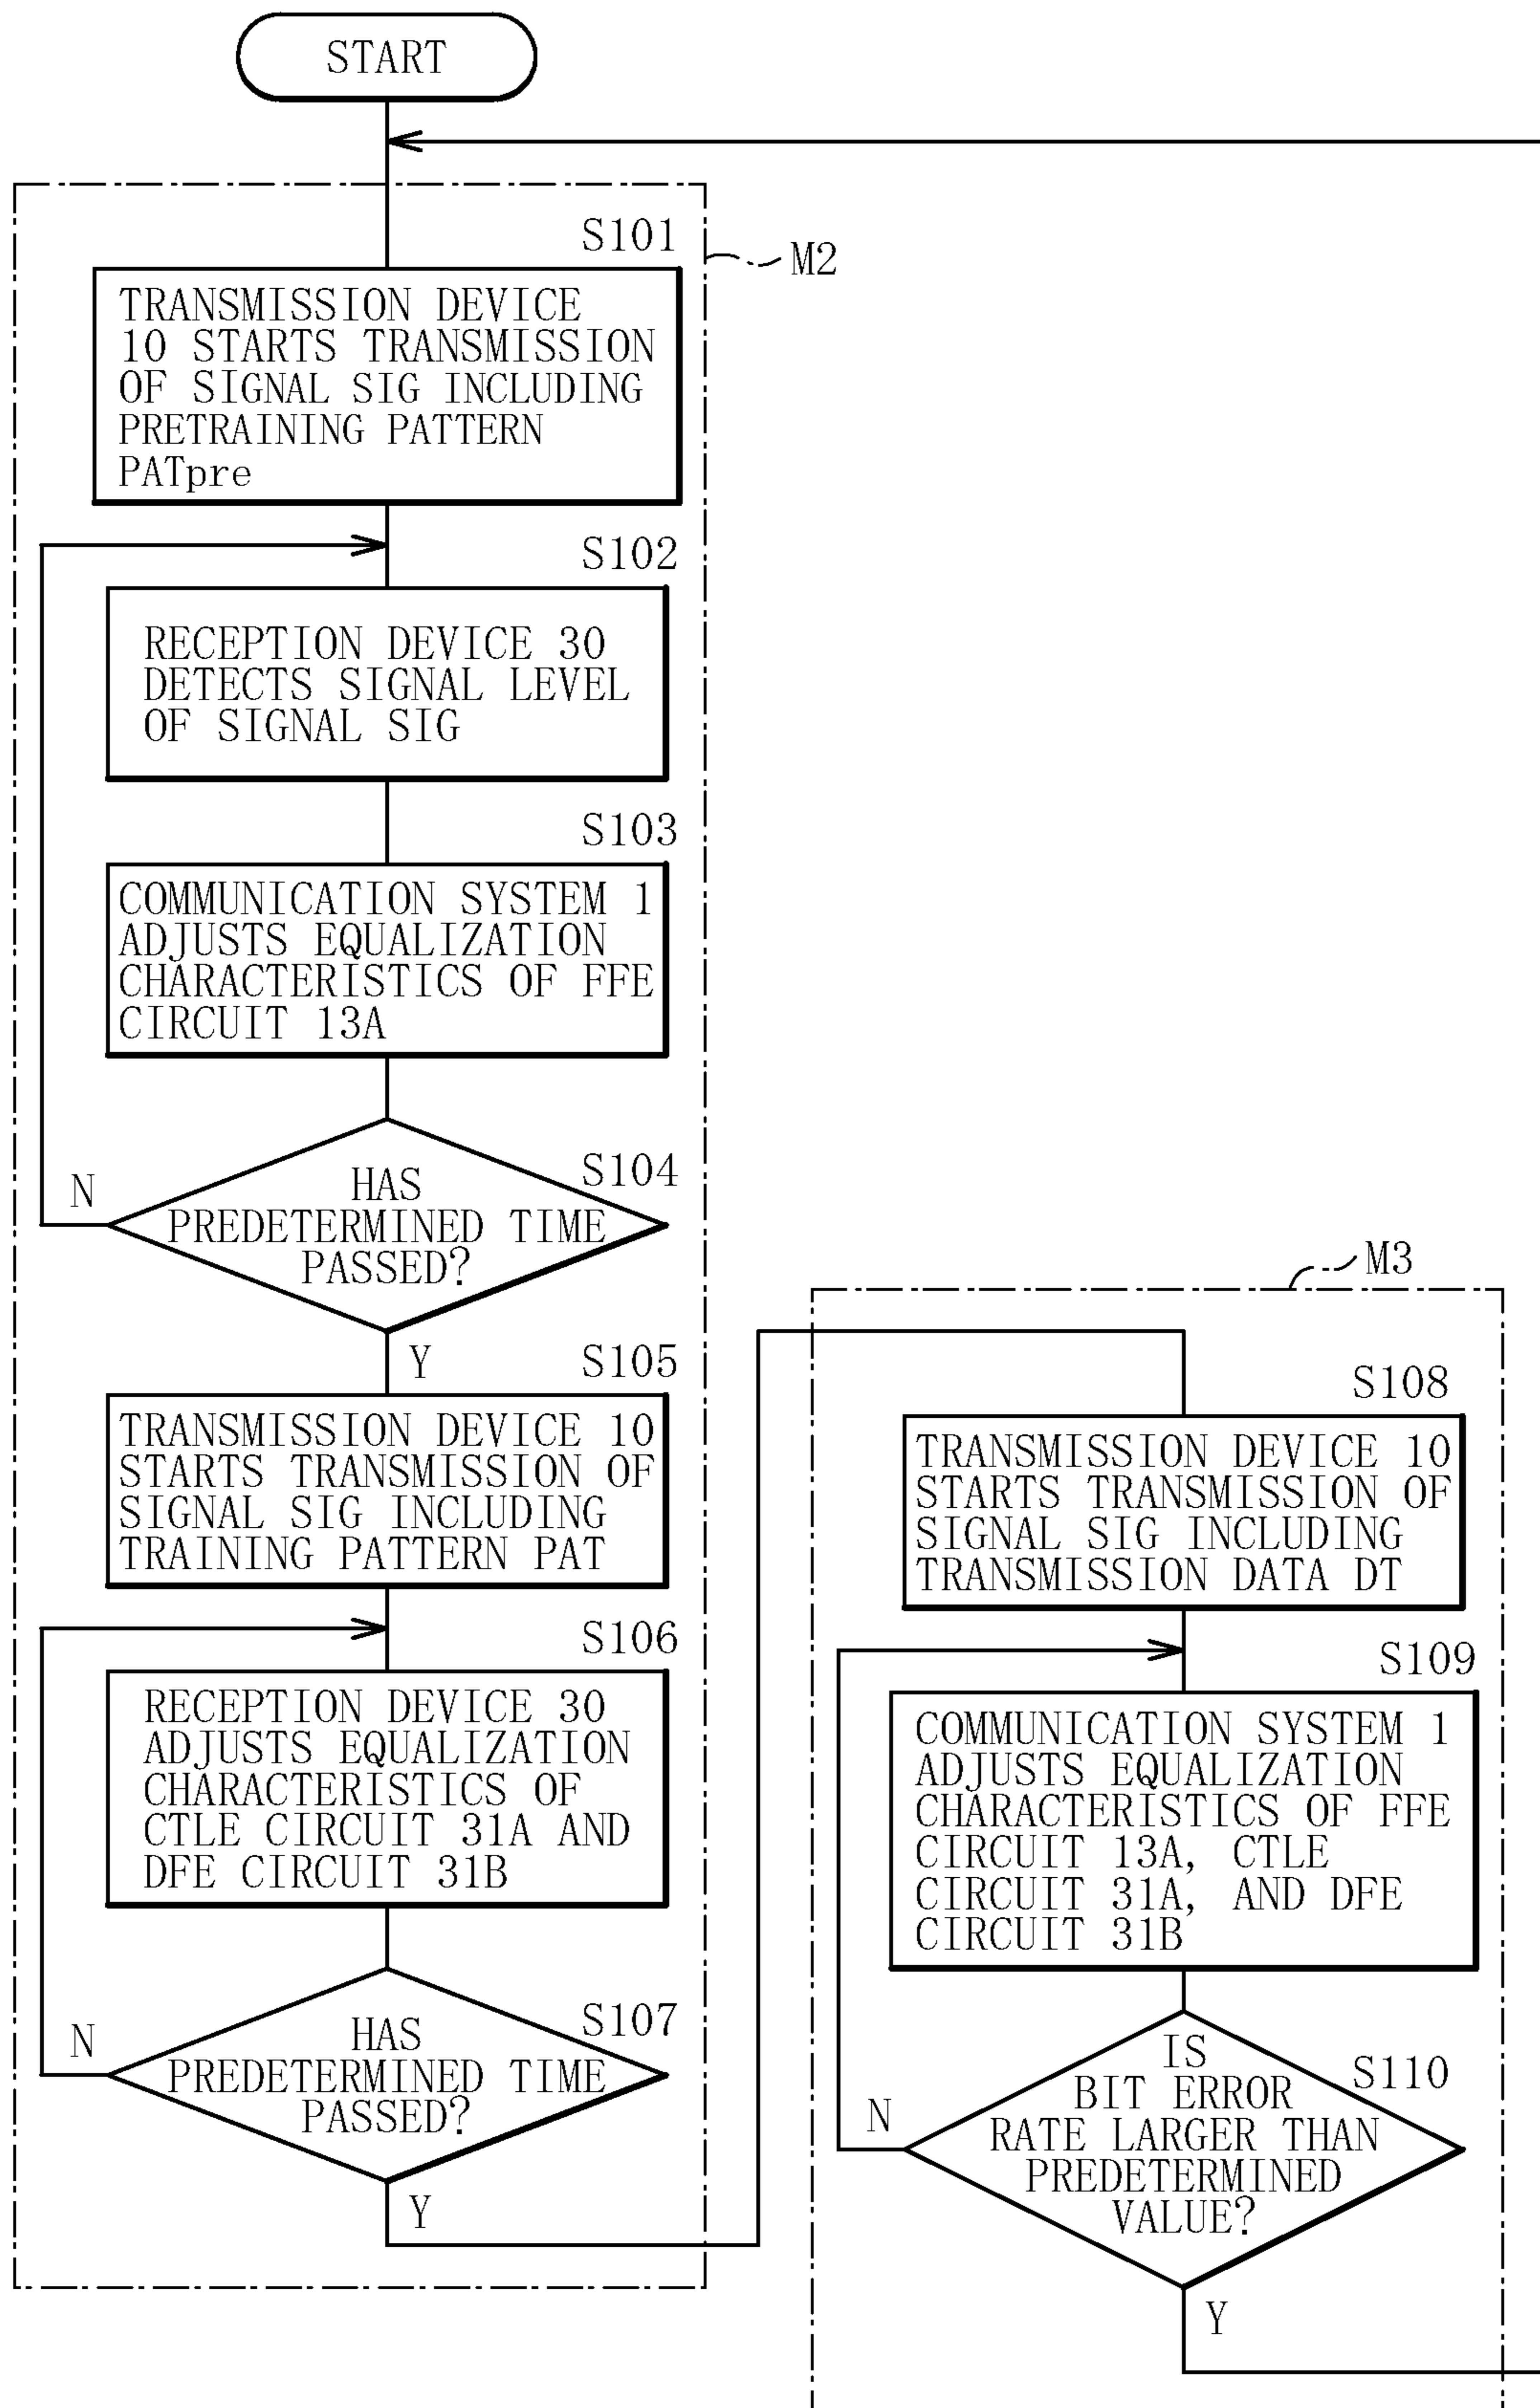 START
S101
M2
TRANSMISSION DEVICE
10 STARTS TRANSMISSION
OF SIGNAL SIG INCLUDING
PRETRAINING PATTERN
PATpre
S102
RECEPTION DEVICE 30
DETECTS SIGNAL LEVEL
OF SIGNAL SIG
S103
COMMUNICATION SYSTEM 1
ADJUSTS EQUALIZATION
CHARACTERISTICS OF FFE
CIRCUIT 13A
S104
N
HAS
PREDETERMINED TIME
PASSED?
Y
S105
TRANSMISSION DEVICE 10
STARTS TRANSMISSION OF
SIGNAL SIG INCLUDING
TRAINING PATTERN PAT
S106
RECEPTION DEVICE 30
ADJUSTS EQUALIZATION
CHARACTERISTICS OF
CTLE CIRCUIT 31A AND
DFE CIRCUIT 31B
S107
N
HAS
PREDETERMINED TIME
PASSED?
Y
M3
S108
TRANSMISSION DEVICE 10
STARTS TRANSMISSION OF
SIGNAL SIG INCLUDING
TRANSMISSION DATA DT
S109
COMMUNICATION SYSTEM 1
ADJUSTS EQUALIZATION
CHARACTERISTICS OF FFE
CIRCUIT 13A, CTLE
CIRCUIT 31A, AND DFE
CIRCUIT 31B
S110
N
IS
BIT ERROR
RATE LARGER THAN
PREDETERMINED
VALUE?
Y